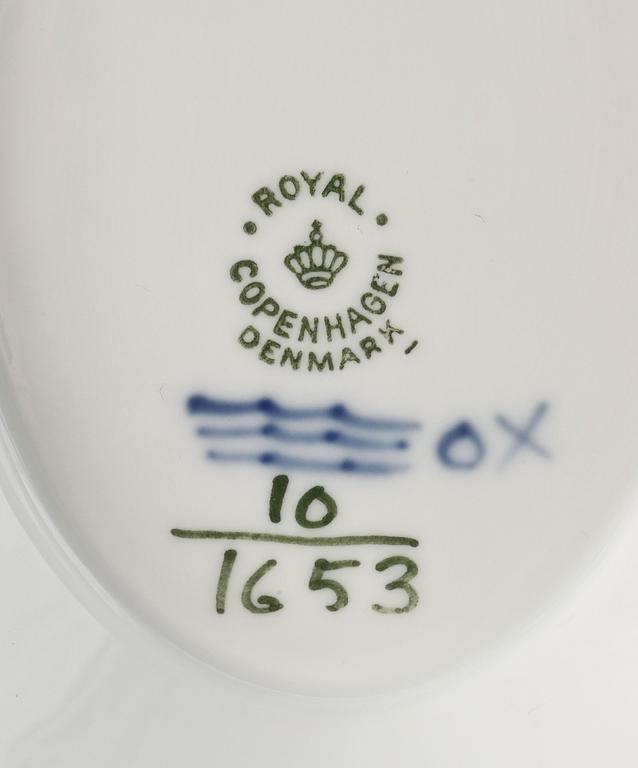 ROYAL
COPENHAGEN
DENMARK
OX
10
1653